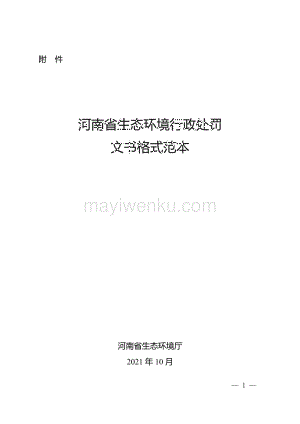 附 件
河南省生态环境行政处罚
文书格式范本
mayiwenku.com
河南省生态环境厅
2021 年 10 月
— 1 —